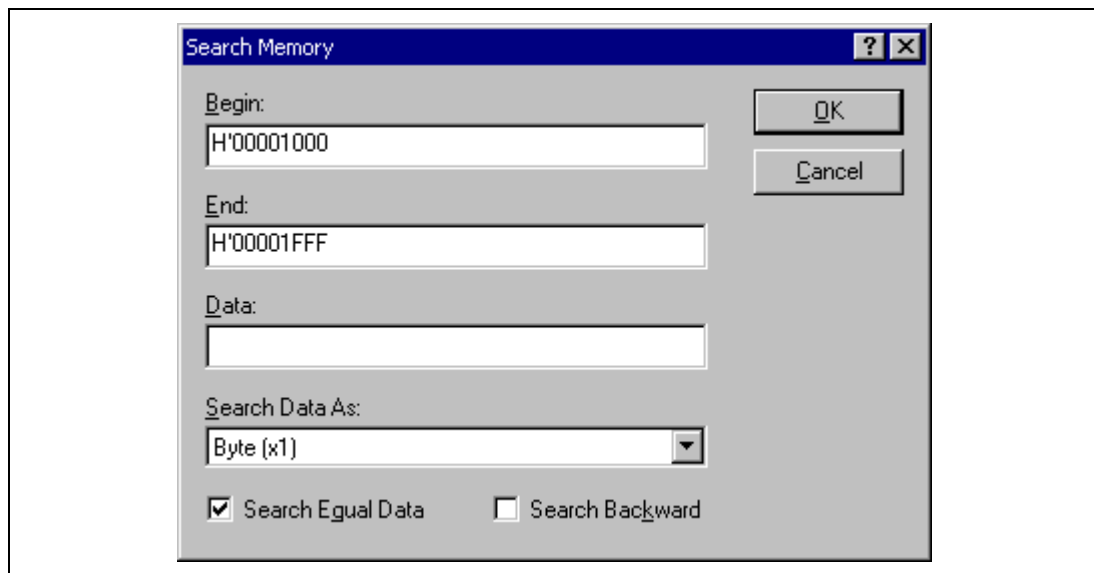 Search Memory
Begin:
OK
H'00001000
Cancel
End:
H'00001FFF
Data:
Search Data As:
Byte (x1)
Search Egual Data Search Backward